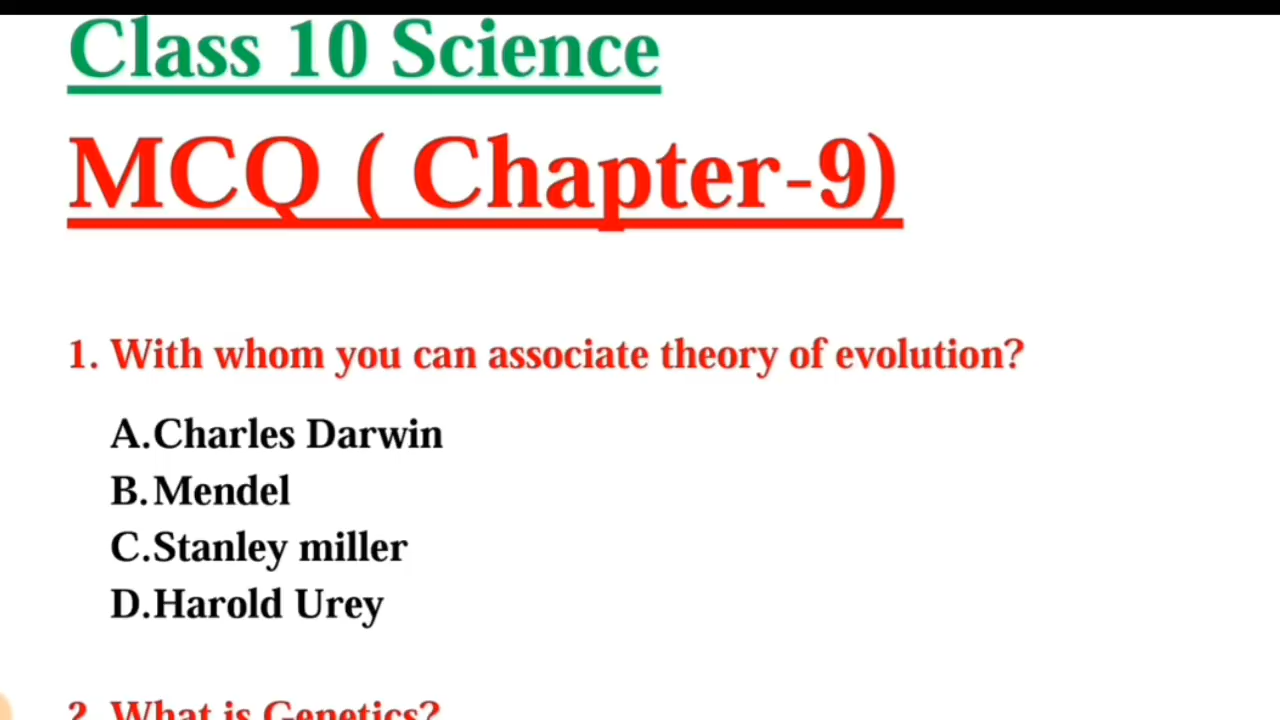 Class 10 Science
MCQ ( Chapter-9)
1. With whom you can associate theory of evolution?
A.Charles Darwin
B.Mendel
C.Stanley miller
D.Harold Urey
2. What is Genetics?